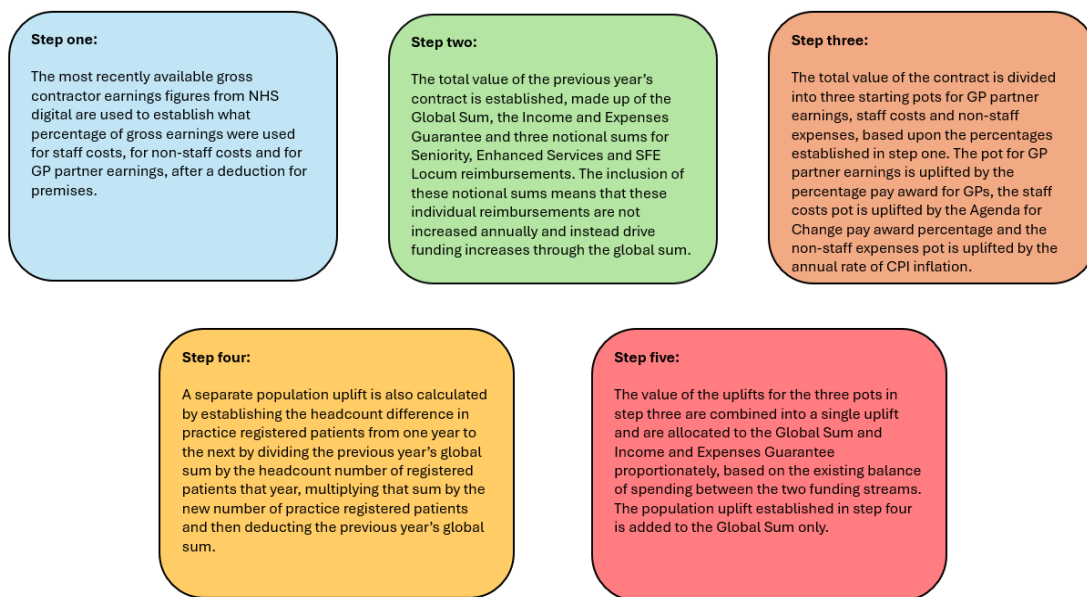 Step one:
The most recently available gross
contractor earnings figures from NHS
digital are used to establish what
percentage of gross earnings were used
for staff costs, for non-staff costs and for
GP partner earnings, after a deduction for
premises.
Step two:
The total value of the previous year's
contract is established, made up of the
Global Sum, the Income and Expenses
Guarantee and three notional sums for
Seniority, Enhanced Services and SFE
Locum reimbursements. The inclusion of
these notional sums means that these
individual reimbursements are not
increased annually and instead drive
funding increases through the global sum.
Step three:
The total value of the contract is divided
into three starting pots for GP partner
earnings, staff costs and non-staff
expenses, based upon the percentages
established in step one. The pot for GP
partner earnings is uplifted by the
percentage pay award for GPs, the staff
costs pot is uplifted by the Agenda for
Change pay award percentage and the
non-staff expenses pot is uplifted by the
annual rate of CPI inflation.
Step four:
A separate population uplift is also calculated
by establishing the headcount difference in
practice registered patients from one year to
the next by dividing the previous year's global
sum by the headcount number of registered
patients that year, multiplying that sum by the
new number of practice registered patients
and then deducting the previous year's global
sum.
Step five:
The value of the uplifts for the three pots in
step three are combined into a single uplift
and are allocated to the Global Sum and
Income and Expenses Guarantee
proportionately, based on the existing balance
of spending between the two funding streams.
The population uplift established in step four
is added to the Global Sum only.